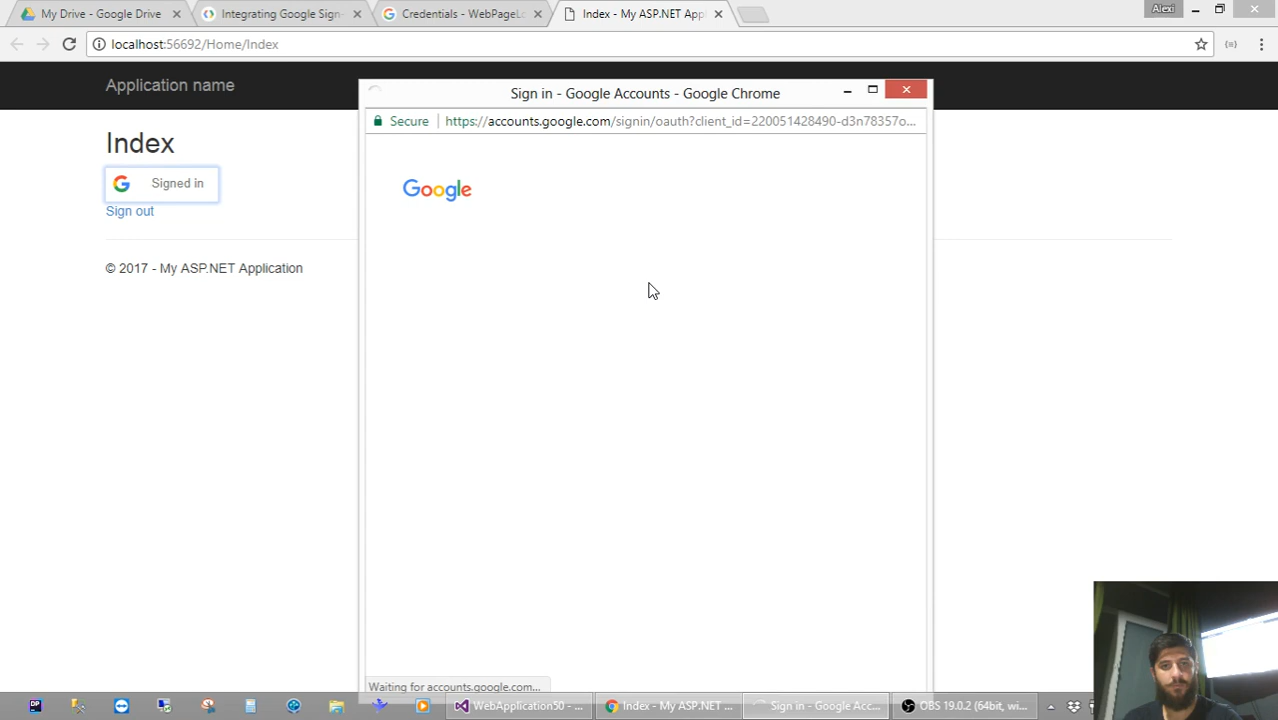 My Drive - Google Drive
Integrating Google Sign-
Credentials - WebPageLo
Index - My ASP.NET Appl
Alexi
localhost:56692/Home/Index
Application name
Sign in - Google Accounts - Google Chrome
Secure
https://accounts.google.com/signin/oauth?client_id=220051428490-d3n78357o...
Index
Google
Signed in
Sign out
© 2017 - My ASP.NET Application
Waiting for accounts.google.com...
DP
WebApplication50 - ...
Index - My ASP.NET ...
Sign in - Google Acc...
OBS 19.0.2 (64bit, wi...